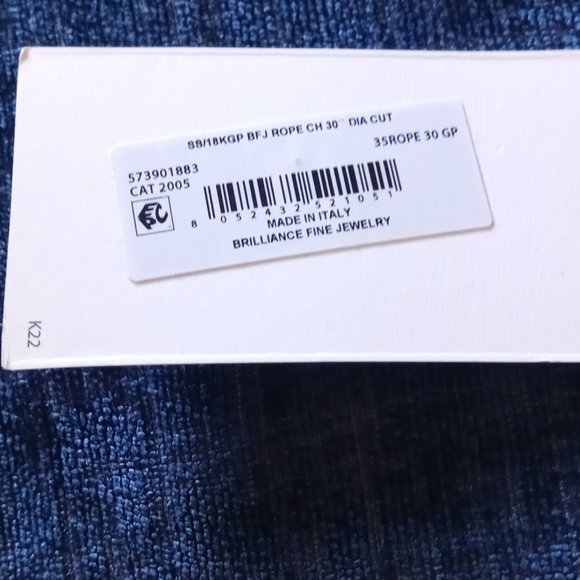 SS/18KGP BFJ ROPE CH 30`` DIA CUT
35ROPE 30 GP
573901883
CAT 2005
8 052432 521051
MADE IN ITALY
BRILLIANCE FINE JEWELRY
K22